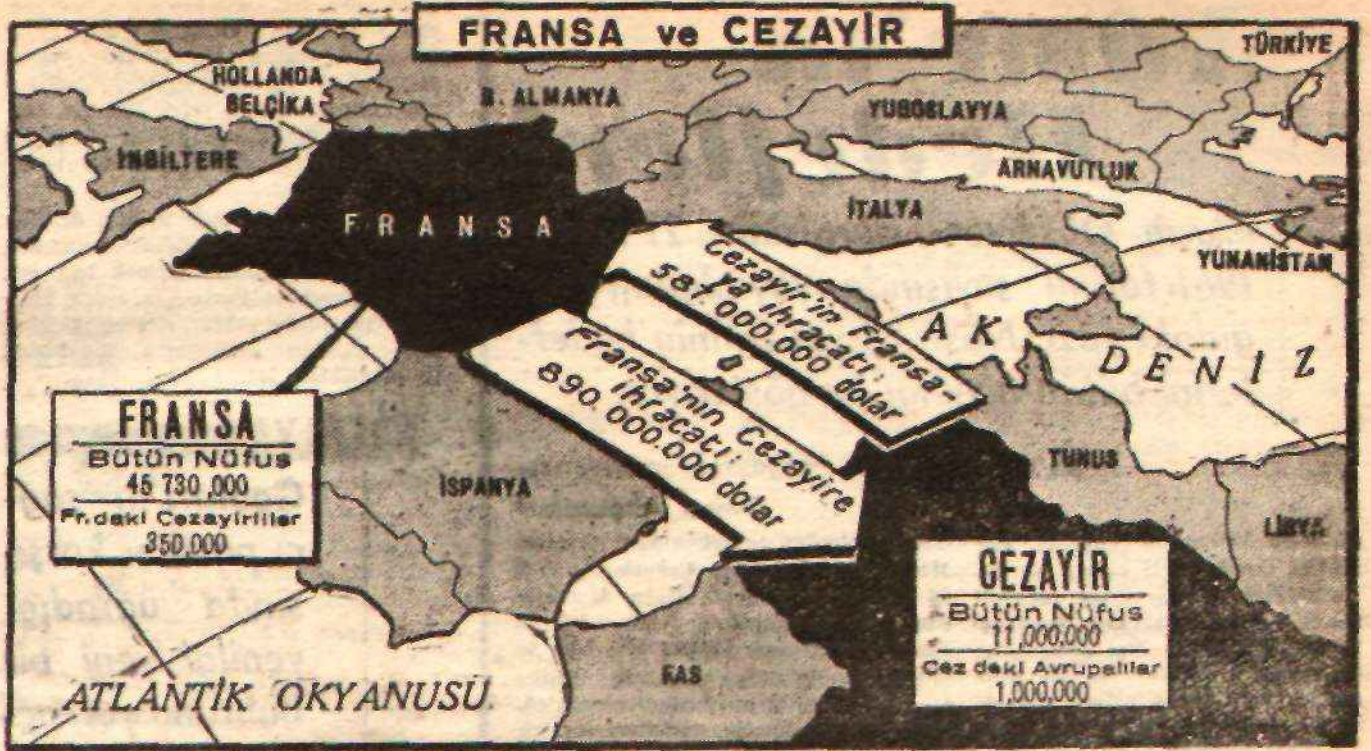 FRANSA ve CEZAYİR
TÜRKİYE
HOLLANDA
BELÇİKA
B. ALMANYA
YUGOSLAVYA
İNGİLTERE
ARNAVUTLUK
İTALYA
FRANSA
YUNANİSTAN
Cezayir'in Fransa-
ya ihracatı:
587.000.000 dolar
AK DENİZ
Fransa'nın Cezayire
ihracatı:
890.000.000 dolar
FRANSA
Bütün Nüfus
45 730,000
Fr.daki Cezayirliler
350,000
İSPANYA
TUNUS
LİBYA
CEZAYİR
Bütün Nüfus
11,000,000
Cez deki Avrupalılar
1,000,000
FAS
ATLANTİK OKYANUSU